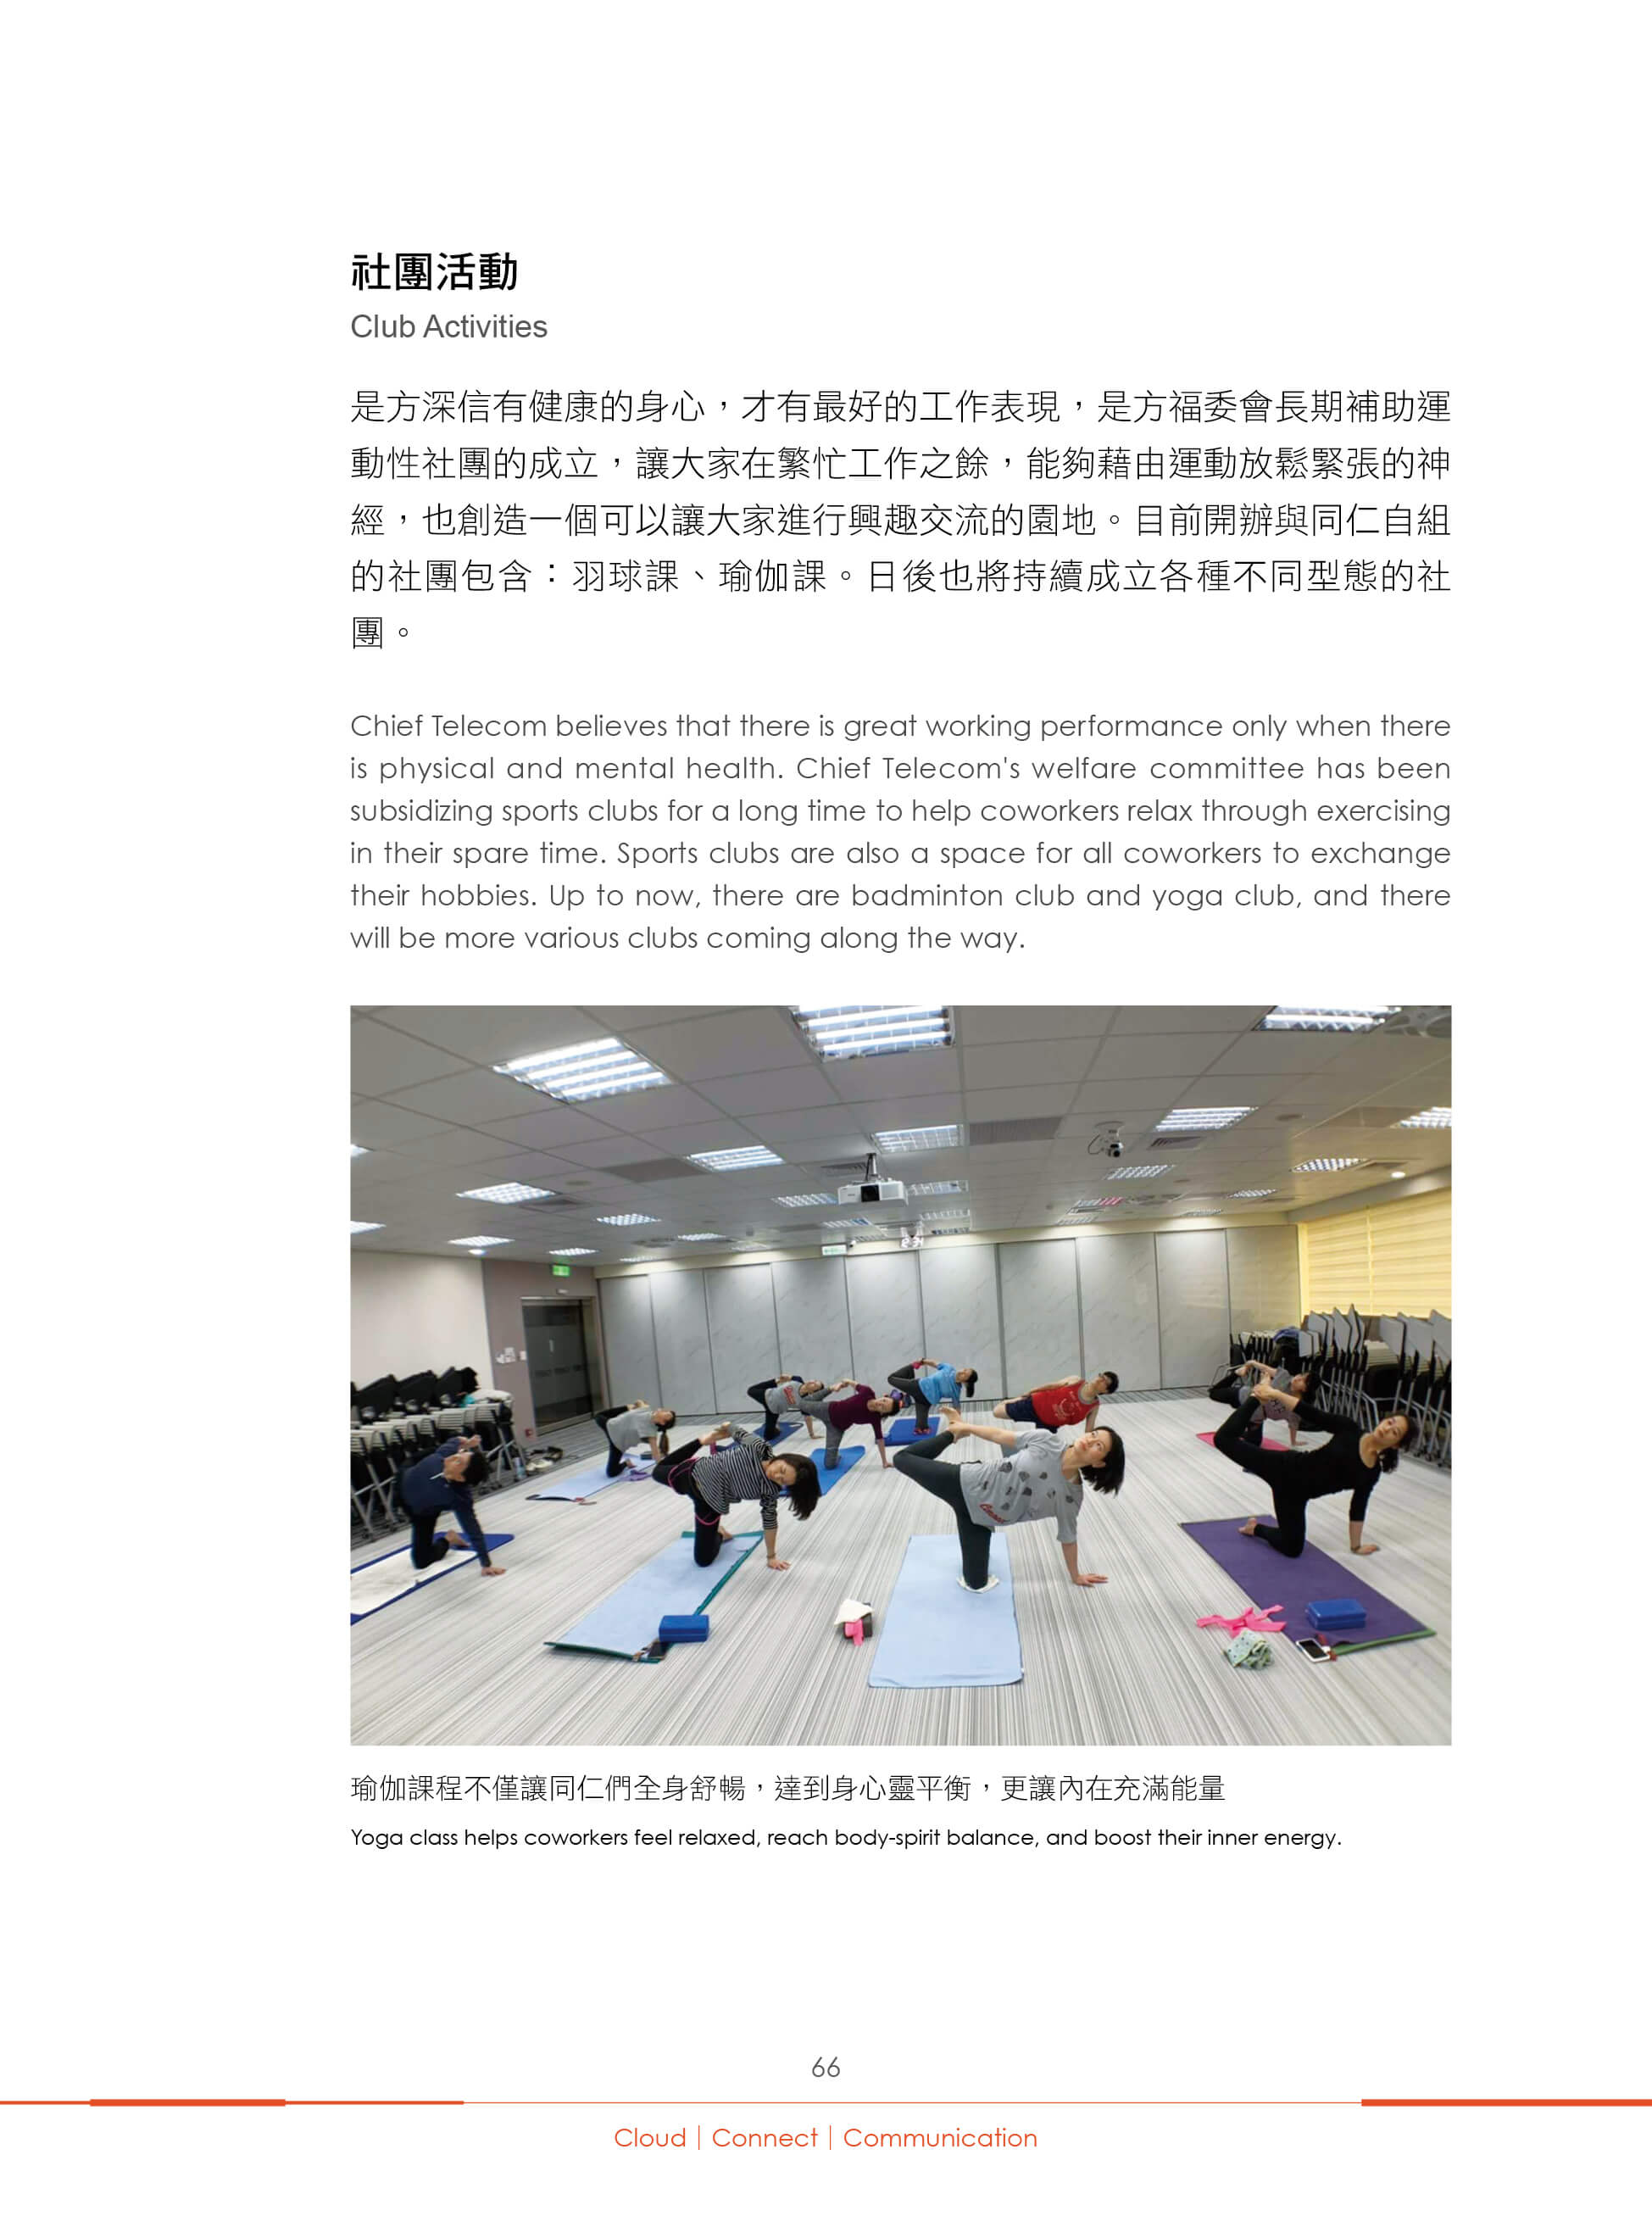 社團活動
Club Activities
是方深信有健康的身心，才有最好的工作表現，是方福委會長期補助運
動性社團的成立，讓大家在繁忙工作之餘，能夠藉由運動放鬆緊張的神
經，也創造一個可以讓大家進行興趣交流的園地。目前開辦與同仁自組
的社團包含：羽球課、瑜伽課。日後也將持續成立各種不同型態的社
團。
Chief Telecom believes that there is great working performance only when there
is physical and mental health. Chief Telecom's welfare committee has been
subsidizing sports clubs for a long time to help coworkers relax through exercising
in their spare time. Sports clubs are also a space for all coworkers to exchange
their hobbies. Up to now, there are badminton club and yoga club, and there
will be more various clubs coming along the way.
瑜伽課程不僅讓同仁們全身舒暢，達到身心靈平衡，更讓內在充滿能量
Yoga class helps coworkers feel relaxed, reach body-spirit balance, and boost their inner energy.
66
Cloud｜Connect｜Communication